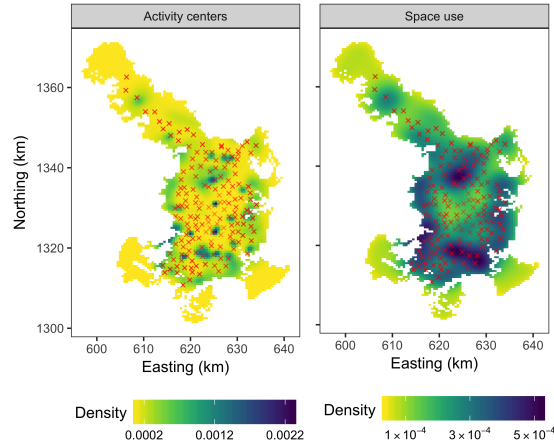 Activity centers
Space use
Northing (km)
1360
1340
1320
1300
600 610 620 630 640
600 610 620 630 640
Easting (km)
Easting (km)
Density
0.0002 0.0012 0.0022
Density
1×10⁻⁴ 3×10⁻⁴ 5×10⁻⁴